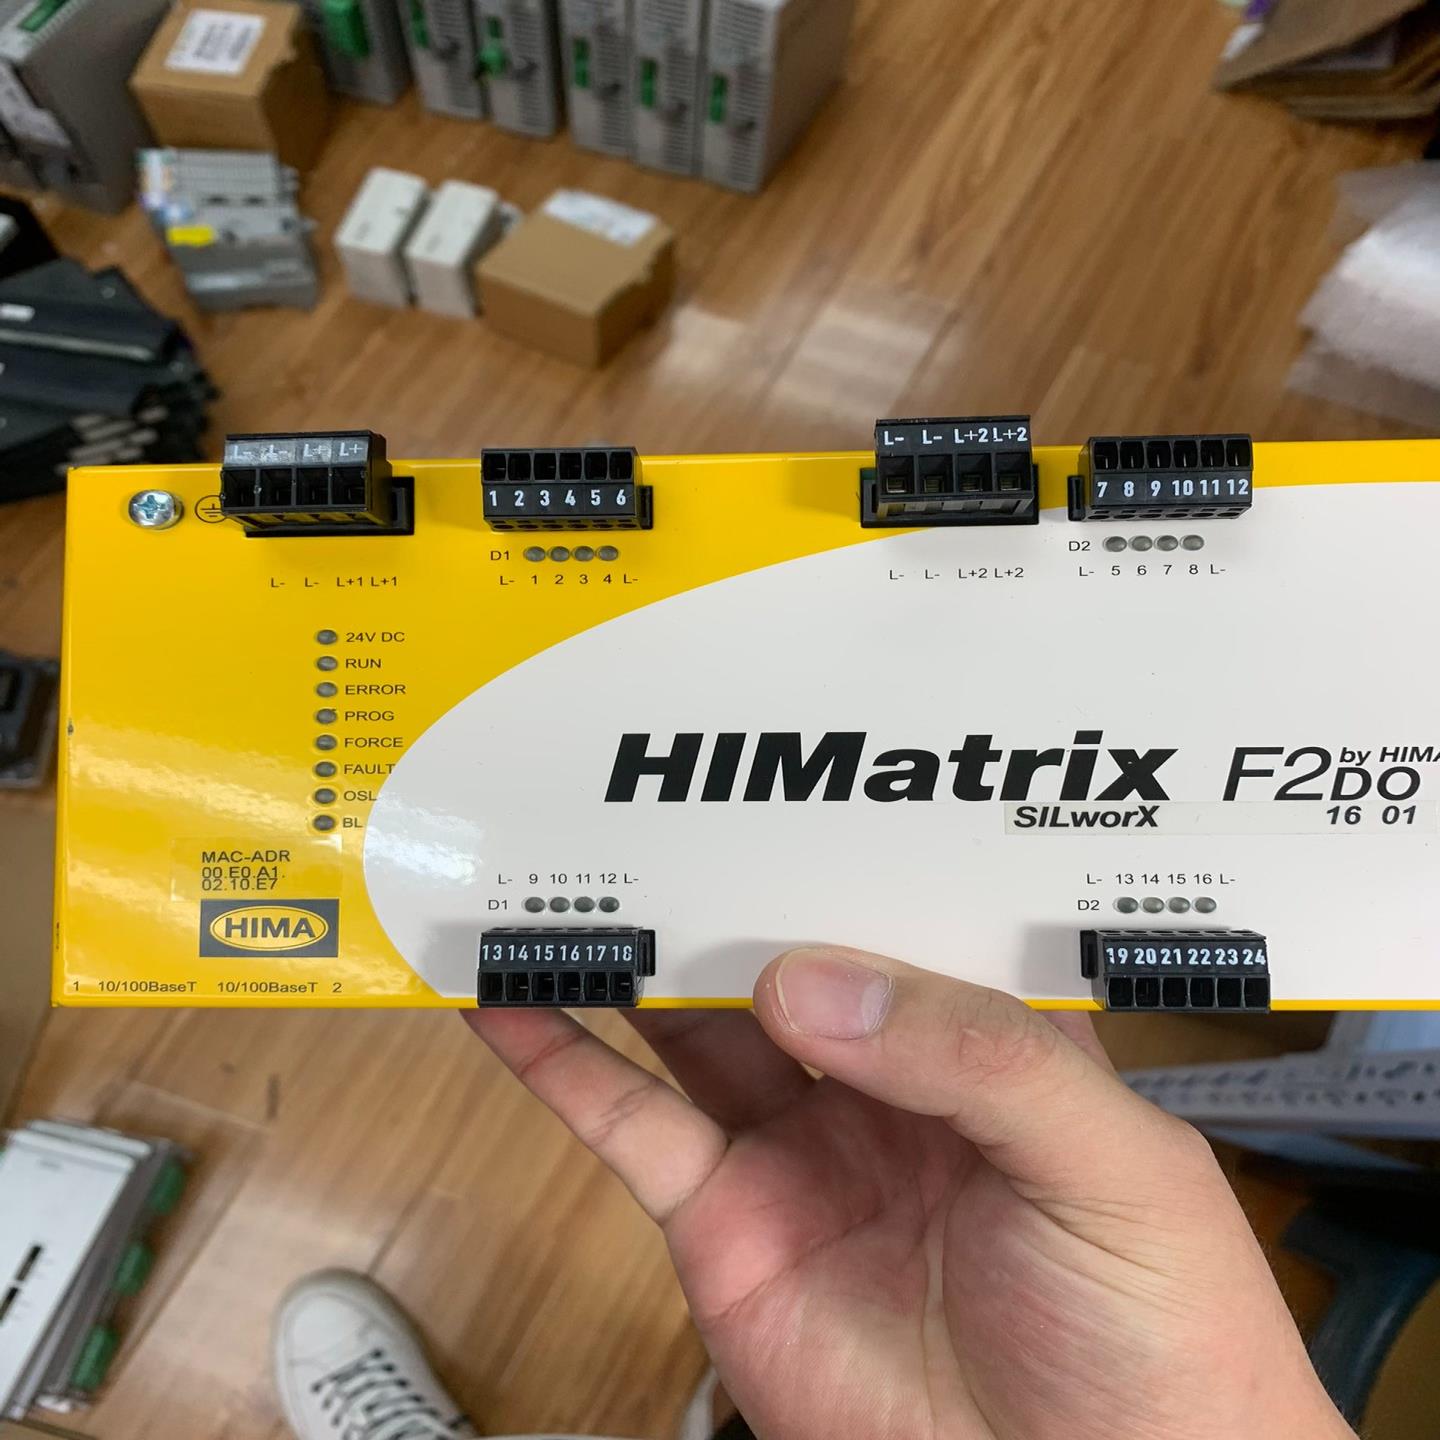 L- L- L+ L+
1 2 3 4 5 6
L- L- L+2 L+2
7 8 9 10 11 12
D1
L- 1 2 3 4 L-
D2
L- 5 6 7 8 L-
L- L- L+1 L+1
L- L- L+2 L+2
24V DC
RUN
ERROR
PROG
FORCE
FAULT
OSL
BL
HIMatrix F2 DO 16 01
by HIMA
SILworX
MAC-ADR
00.E0.A1.
02.10.E7
HIMA
L- 9 10 11 12 L-
D1
13 14 15 16 17 18
L- 13 14 15 16 L-
D2
19 20 21 22 23 24
1 10/100BaseT 10/100BaseT 2